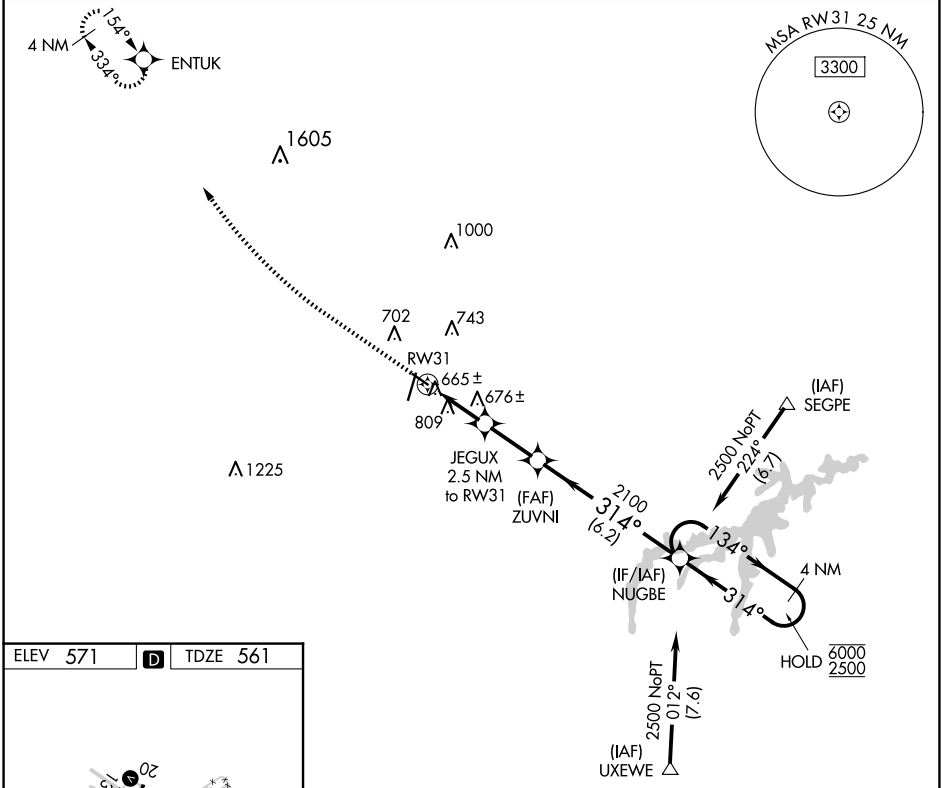 154°
4 NM
334°
ENTUK
MSA RW31 25 NM
3300
1605
1000
702
743
RW31
665±
676±
809
1225
JEGUX
2.5 NM
to RW31
(FAF)
ZUVNI
2100
314°
(6.2)
(IAF)
SEGPE
2500 NoPT
224°
(6.7)
134°
4 NM
(IF/IAF)
NUGBE
314°
HOLD
6000
2500
2500 NoPT
012°
(7.6)
(IAF)
UXEWE
ELEV 571
D
TDZE 561
V
20